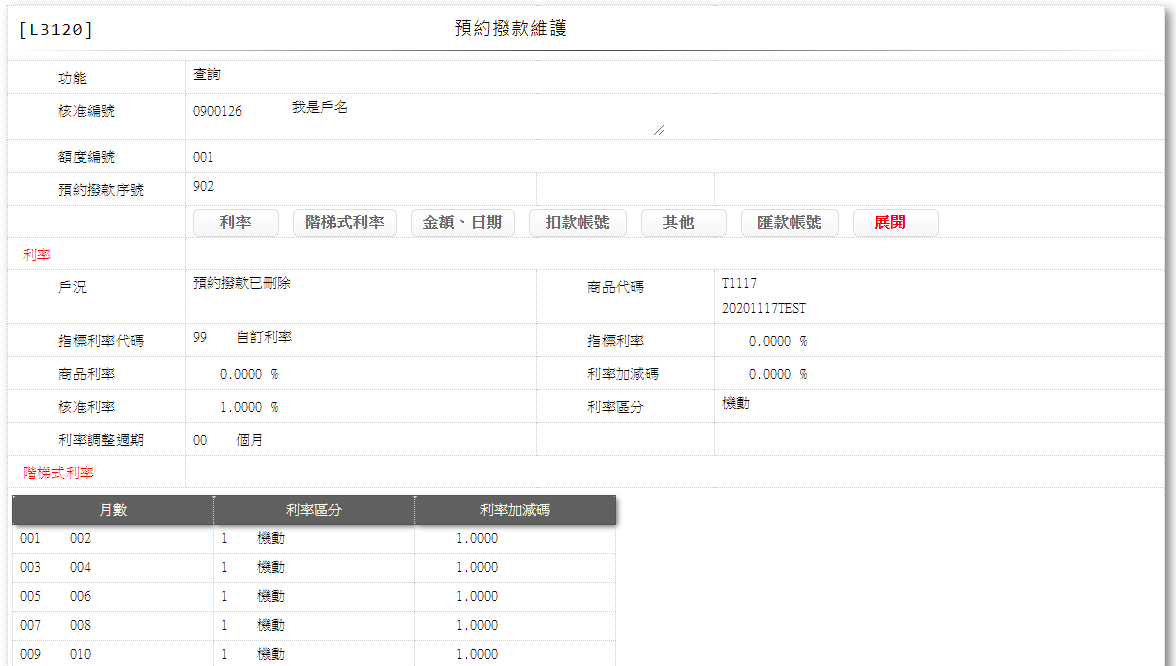 [L3120] 預約撥款維護
功能 查詢
核准編號 0900126 我是戶名
額度編號 001
預約撥款序號 902
利率 階梯式利率 金額、日期 扣款帳號 其他 匯款帳號 展開
利率
戶況 預約撥款已刪除 商品代碼 T1117
20201117TEST
指標利率代碼 99 自訂利率 指標利率 0.0000 %
商品利率 0.0000 % 利率加減碼 0.0000 %
核准利率 1.0000 % 利率區分 機動
利率調整週期 00 個月
階梯式利率
月數 利率區分 利率加減碼
001 002 1 機動 1.0000
003 004 1 機動 1.0000
005 006 1 機動 1.0000
007 008 1 機動 1.0000
009 010 1 機動 1.0000